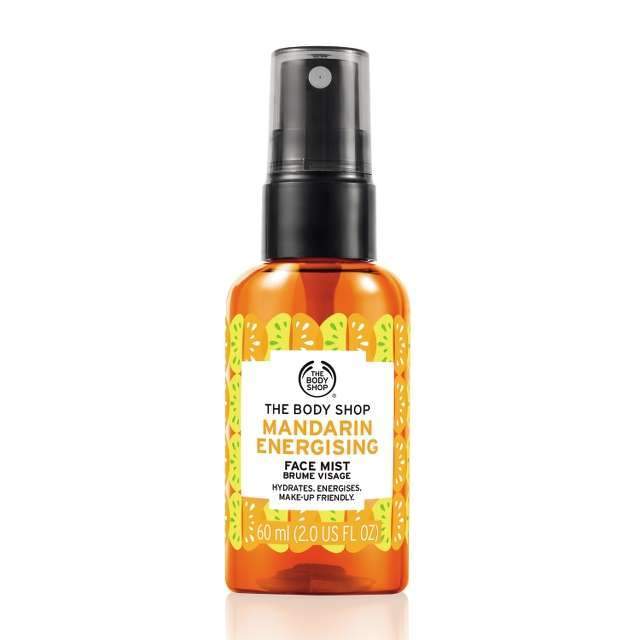 THE
BODY
SHOP
®
THE BODY SHOP
MANDARIN
ENERGISING
FACE MIST
BRUME VISAGE
HYDRATES. ENERGISES.
MAKE-UP FRIENDLY.
60 ml (2.0 US FL OZ)